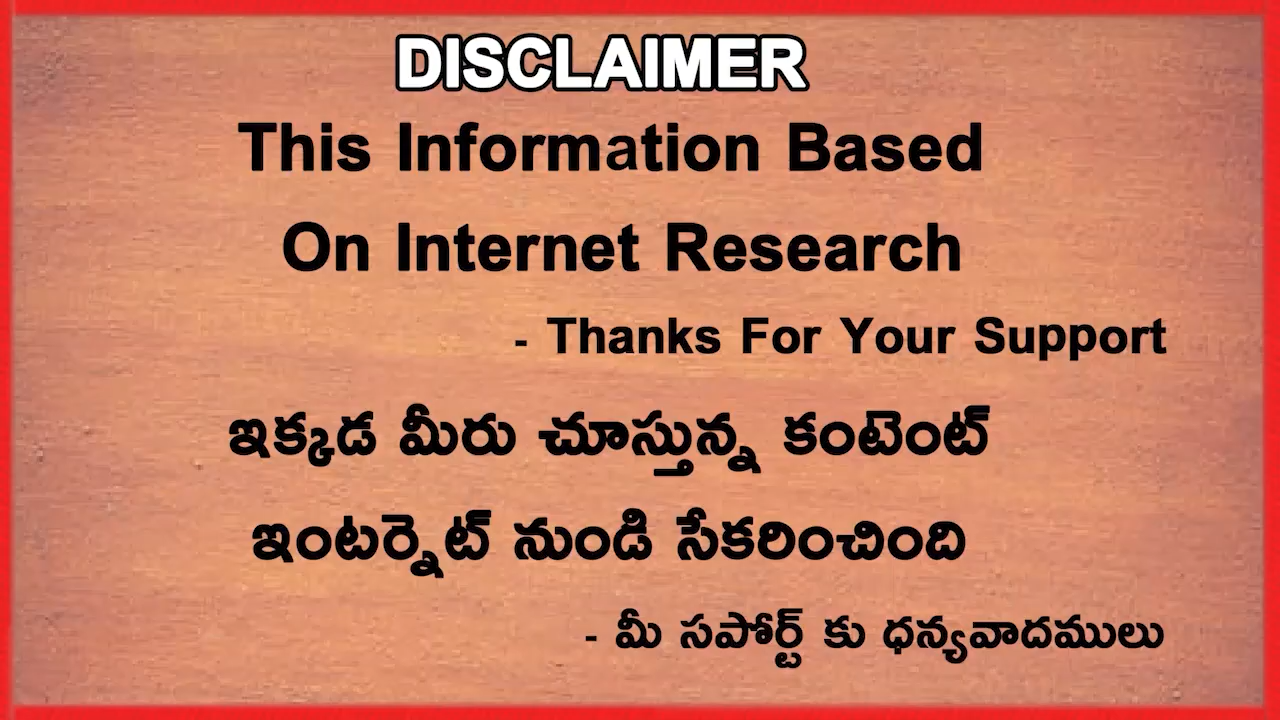 DISCLAIMER
This Information Based
On Internet Research
- Thanks For Your Support
ఇక్కడ మీరు చూస్తున్న కంటెంట్
ఇంటర్నెట్ నుండి సేకరించింది
- మీ సపోర్ట్ కు ధన్యవాదములు